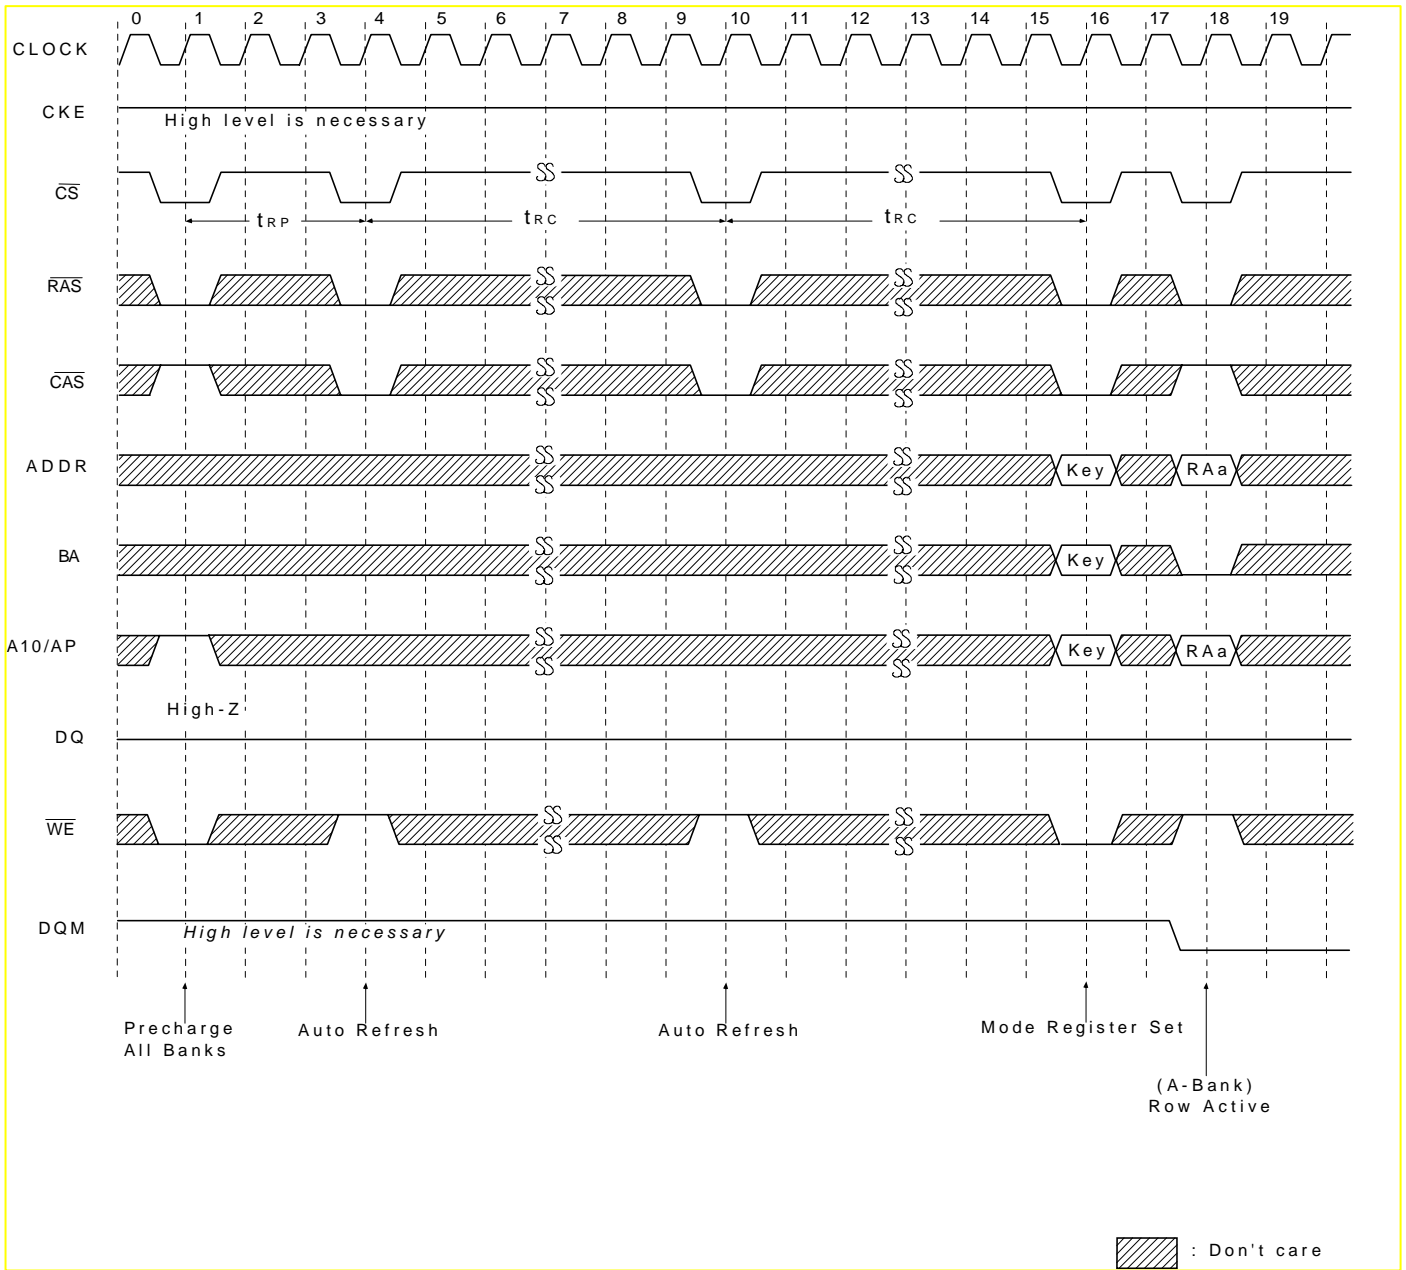 0 1 2 3 4 5 6 7 8 9 10 11 12 13 14 15 16 17 18 19
CLOCK
CKE
High level is necessary
CS
tRP tRC tRC
RAS
CAS
ADDR Key RAa
BA Key
A10/AP Key RAa
High-Z
DQ
WE
DQM
High level is necessary
Precharge
All Banks
Auto Refresh
Auto Refresh
Mode Register Set
(A-Bank)
Row Active
: Don't care